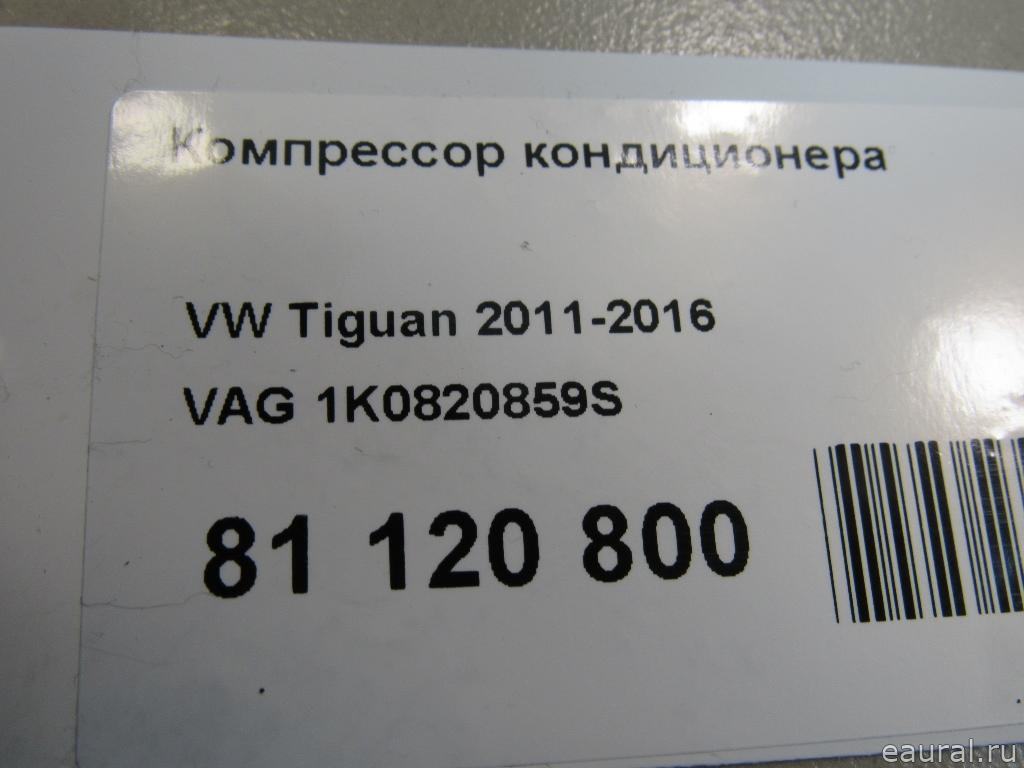 Компрессор кондиционера
VW Tiguan 2011-2016
VAG 1K0820859S
81 120 800
eaural.ru